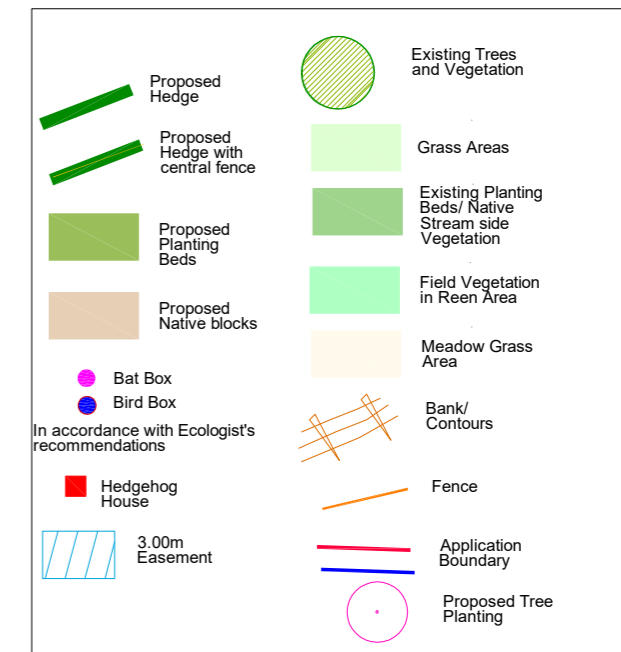 Proposed
Hedge
Proposed
Hedge with
central fence
Proposed
Planting
Beds
Proposed
Native blocks
Bat Box
Bird Box
In accordance with Ecologist's
recommendations
Hedgehog
House
3.00m
Easement
Existing Trees
and Vegetation
Grass Areas
Existing Planting
Beds/ Native
Stream side
Vegetation
Field Vegetation
in Reen Area
Meadow Grass
Area
Bank/
Contours
Fence
Application
Boundary
Proposed Tree
Planting